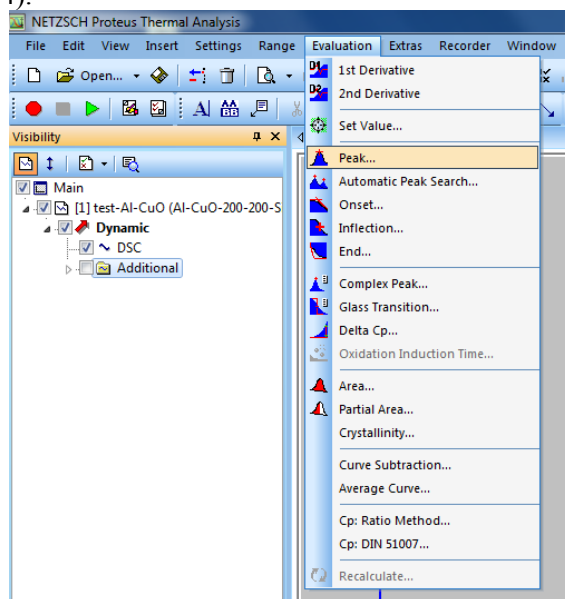 n).
NETZSCH Proteus Thermal Analysis
File Edit View Insert Settings Range Evaluation Extras Recorder Window
Open...
Visibility
Main
[1] test-Al-CuO (Al-CuO-200-200-S
Dynamic
DSC
Additional
D1 1st Derivative
D2 2nd Derivative
Set Value...
Peak...
Automatic Peak Search...
Onset...
Inflection...
End...
Complex Peak...
Glass Transition...
Delta Cp...
Oxidation Induction Time...
Area...
Partial Area...
Crystallinity...
Curve Subtraction...
Average Curve...
Cp: Ratio Method...
Cp: DIN 51007...
Recalculate...